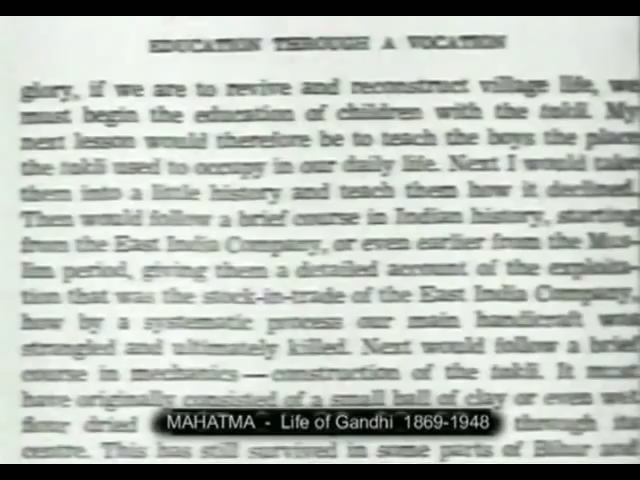 EDUCATION THROUGH A VOCATION
glory, if we are to revive and reconstruct village life, we
must begin the education of children with the takli. My
next lesson would therefore be to teach the boys the place
the takli used to occupy in our daily life. Next I would take
them into a little history and teach them how it declined.
Then would follow a brief course in Indian history, starting
from the East India Company, or even earlier from the Mus-
lim period, giving them a detailed account of the exploita-
tion that was the stock-in-trade of the East India Company,
how by a systematic process our main handicraft was
strangled and ultimately killed. Next would follow a brief
course in mechanics—construction of the takli. It must
have originally consisted of a small ball of clay or even wet
flour dried through its
centre. This has still survived in some parts of Bihar and
MAHATMA - Life of Gandhi 1869-1948